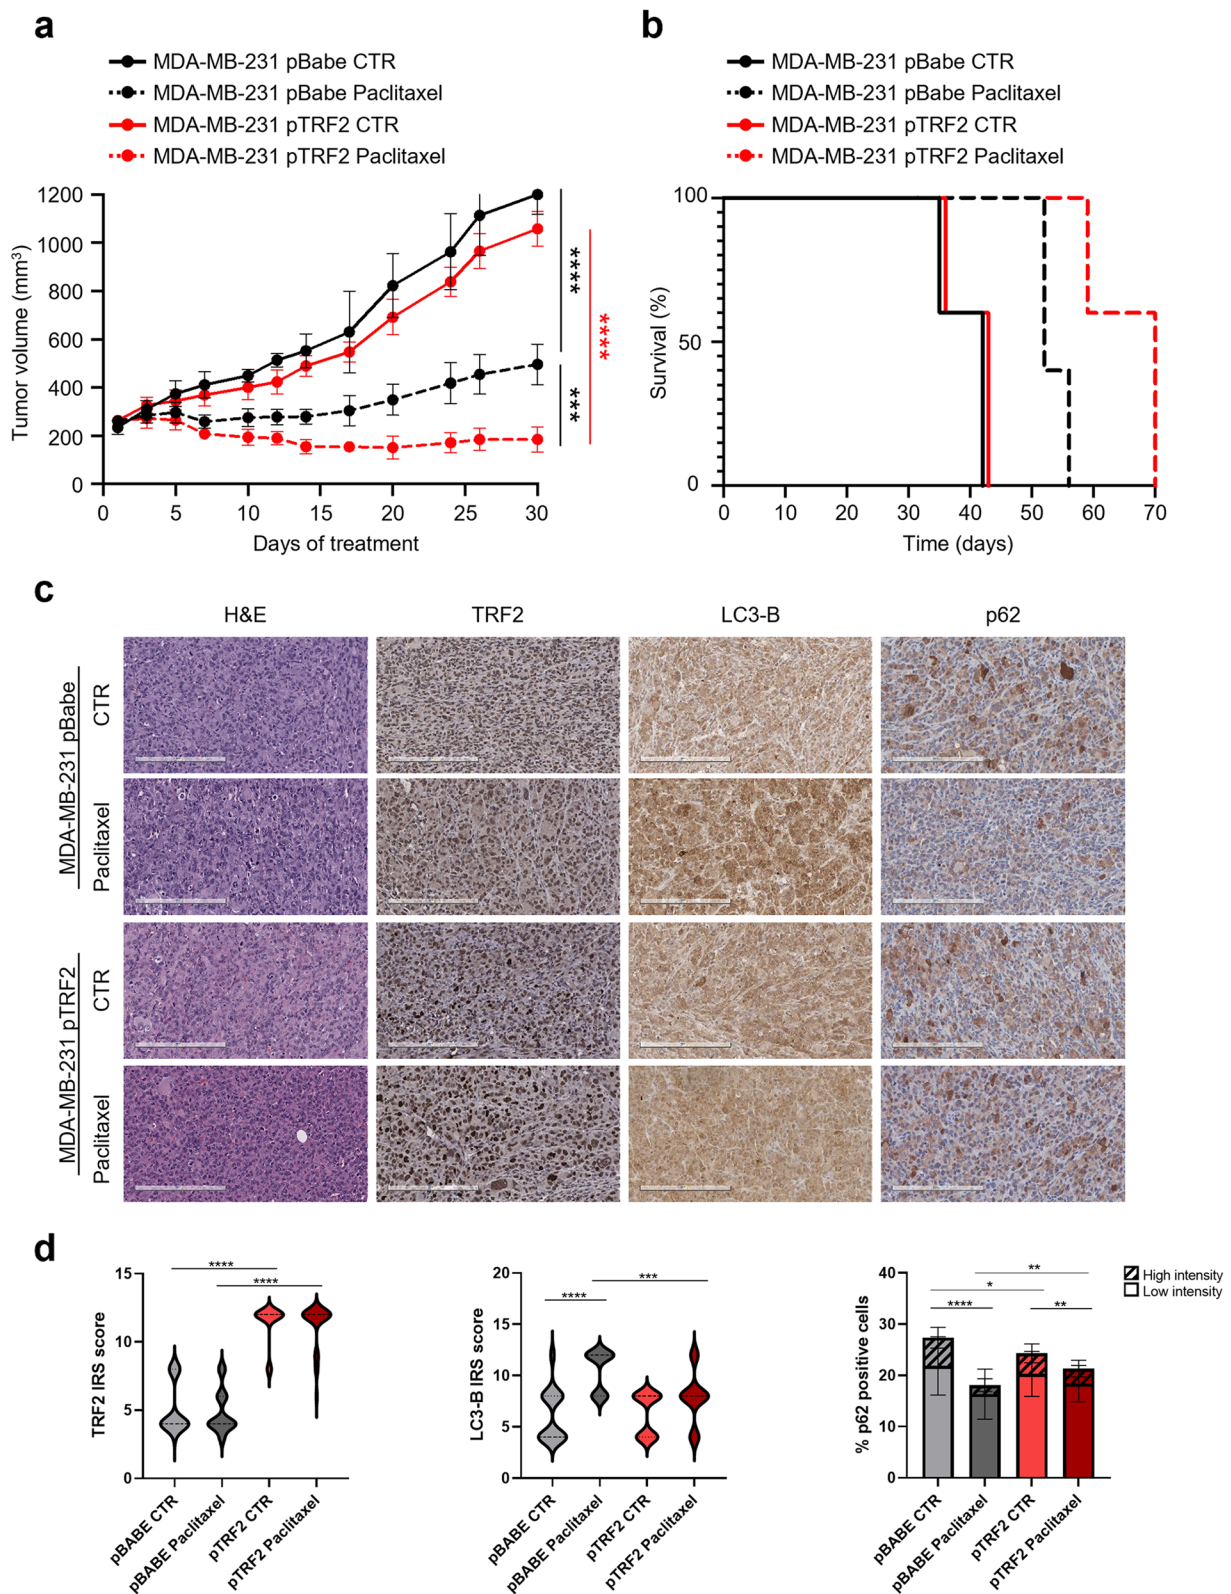 a
MDA-MB-231 pBabe CTR
MDA-MB-231 pBabe Paclitaxel
MDA-MB-231 pTRF2 CTR
MDA-MB-231 pTRF2 Paclitaxel
Tumor volume (mm³)
1200
1000
800
600
400
200
0
0 5 10 15 20 25 30
Days of treatment
****
****
***
b
MDA-MB-231 pBabe CTR
MDA-MB-231 pBabe Paclitaxel
MDA-MB-231 pTRF2 CTR
MDA-MB-231 pTRF2 Paclitaxel
Survival (%)
100
50
0
0 10 20 30 40 50 60 70
Time (days)
c
H&E TRF2 LC3-B p62
MDA-MB-231 pBabe
CTR
Paclitaxel
MDA-MB-231 pTRF2
CTR
Paclitaxel
d
TRF2 IRS score
15
10
5
0
****
****
pBABE CTR
pBABE Paclitaxel
pTRF2 CTR
pTRF2 Paclitaxel
LC3-B IRS score
20
15
10
5
0
***
****
pBABE CTR
pBABE Paclitaxel
pTRF2 CTR
pTRF2 Paclitaxel
% p62 positive cells
40
30
20
10
0
**
*
****
**
High intensity
Low intensity
pBABE CTR
pBABE Paclitaxel
pTRF2 CTR
pTRF2 Paclitaxel